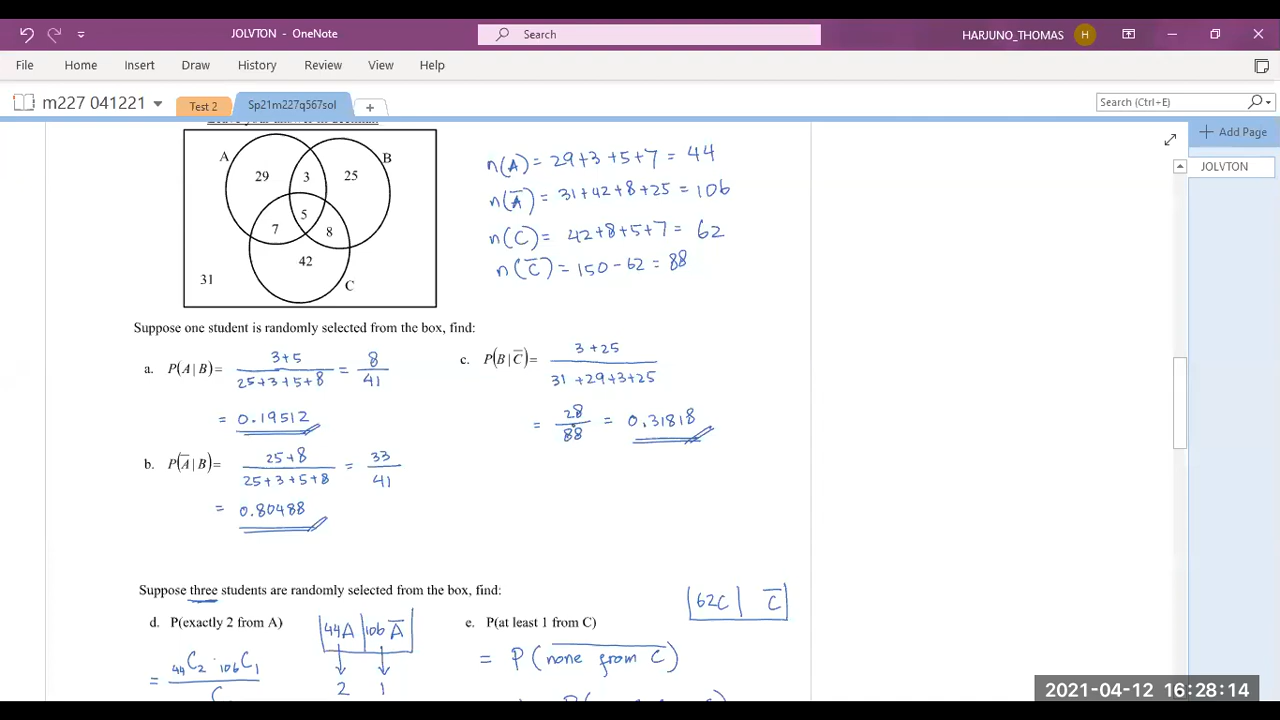 JOLVTON - OneNote
Search
HARJUNO_THOMAS
H
File Home Insert Draw History Review View Help
m227 041221
Test 2
Sp21m227q567sol
+
Search (Ctrl+E)
+ Add Page
JOLVTON
A
B
29
3
25
5
7
8
42
31
C
n(A) = 29+3+5+7 = 44
n(A̅) = 31+42+8+25 = 106
n(C) = 42+8+5+7 = 62
n(C̅) = 150-62 = 88
Suppose one student is randomly selected from the box, find:
a. P(A | B) = (3+5)/(25+3+5+8) = 8/41
= 0.19512
b. P(A̅ | B) = (25+8)/(25+3+5+8) = 33/41
= 0.80488
c. P(B | C̅) = (3+25)/(31+29+3+25)
= 28/88 = 0.31818
Suppose three students are randomly selected from the box, find:
62C | C̅
d. P(exactly 2 from A)
44A | 106 A̅
2 1
= ₄₄C₂ · ₁₀₆C₁
e. P(at least 1 from C)
= P(none from C)
2021-04-12 16:28:14